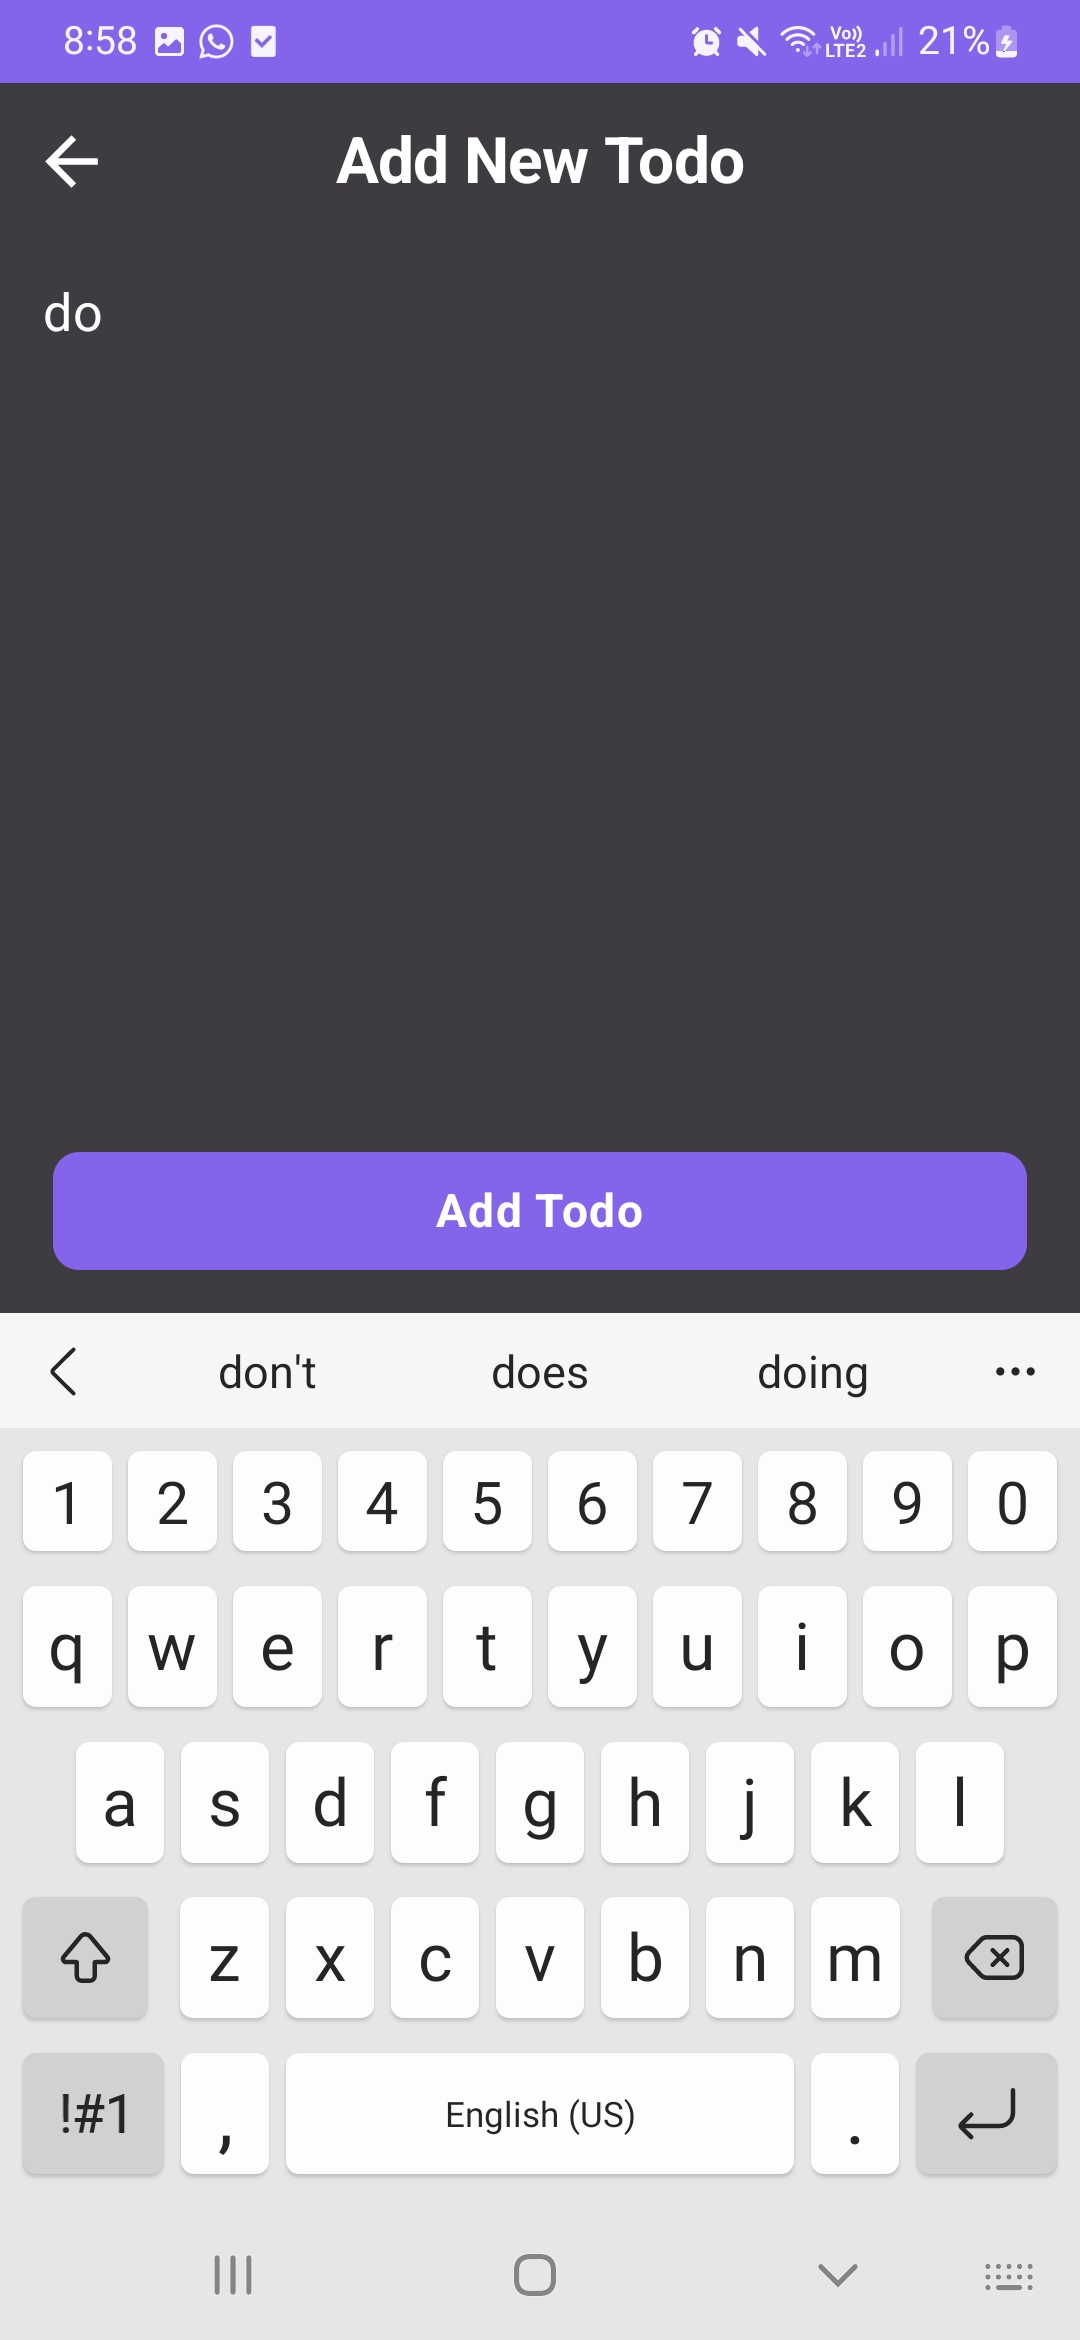 8:58 Vo)) LTE2 21%
Add New Todo
do
Add Todo
don't does doing
1 2 3 4 5 6 7 8 9 0
q w e r t y u i o p
a s d f g h j k l
z x c v b n m
!#1 , English (US) .